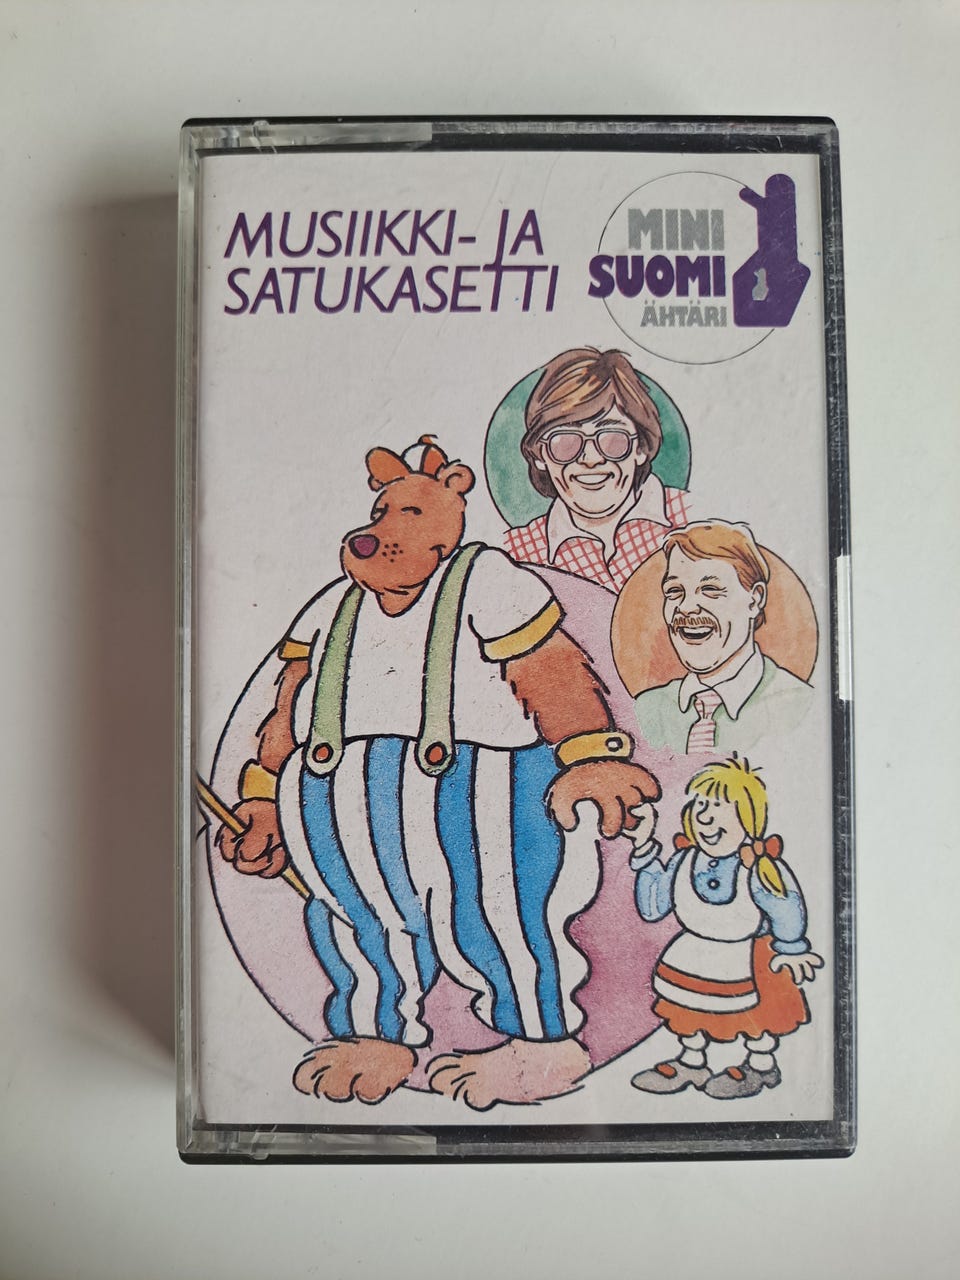 MUSIIKKI- JA
SATUKASETTI
MINI
SUOMI
ÄHTÄRI